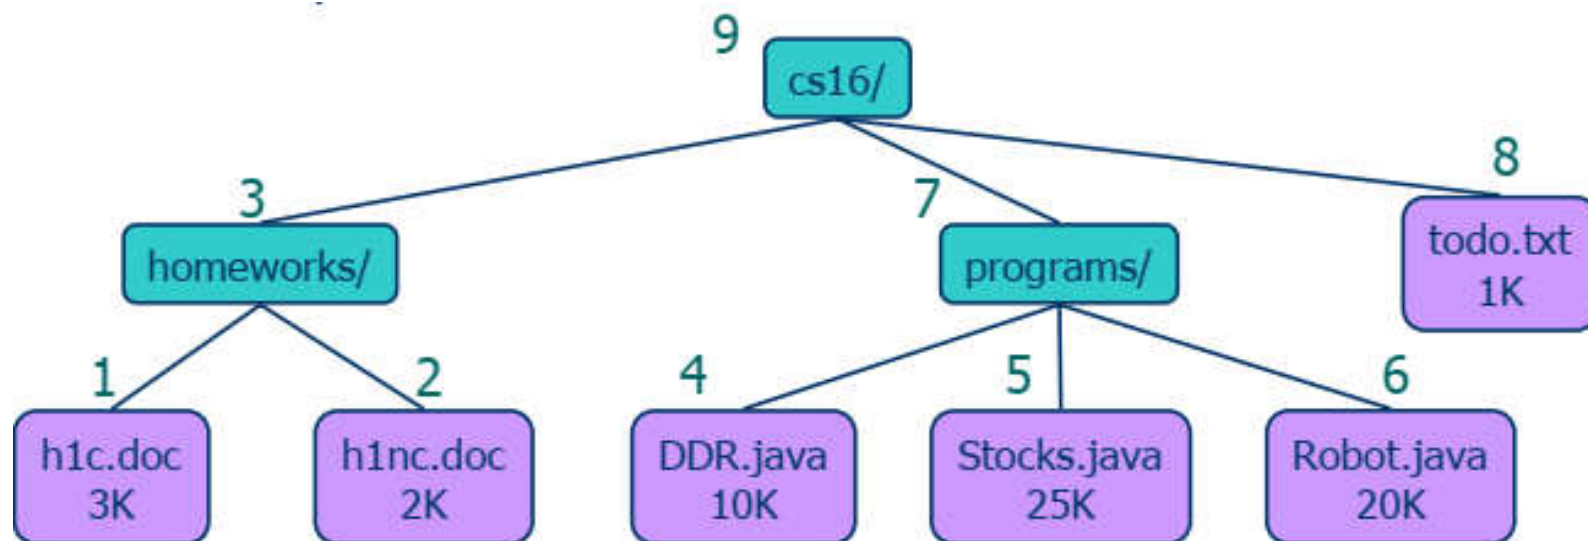 9
cs16/
3
7
8
homeworks/
programs/
todo.txt
1K
1
2
4
5
6
h1c.doc
3K
h1nc.doc
2K
DDR.java
10K
Stocks.java
25K
Robot.java
20K